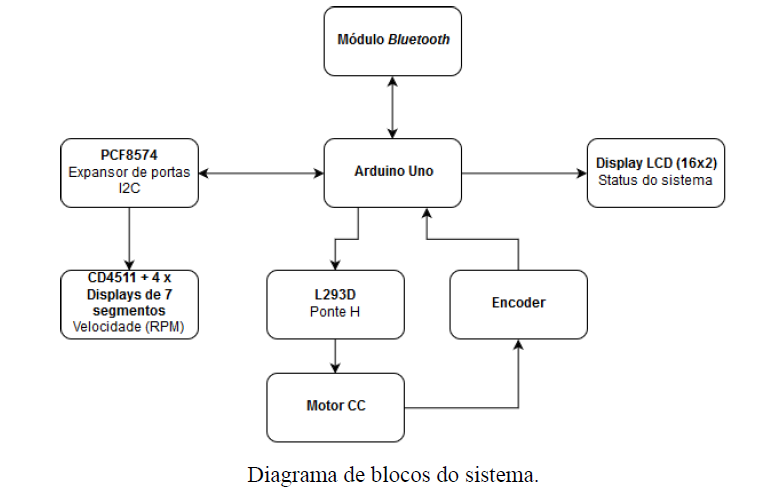 Módulo Bluetooth
PCF8574
Expansor de portas
I2C
Arduino Uno
Display LCD (16x2)
Status do sistema
CD4511 + 4 x
Displays de 7
segmentos
Velocidade (RPM)
L293D
Ponte H
Encoder
Motor CC
Diagrama de blocos do sistema.